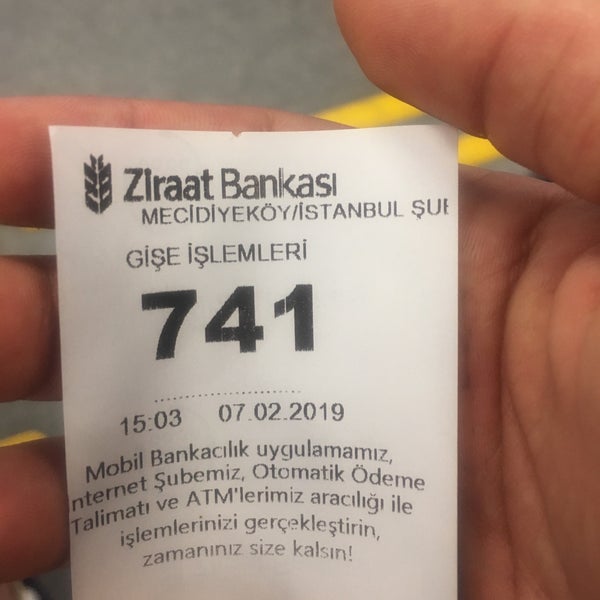 Ziraat Bankası
MECİDİYEKÖY/İSTANBUL ŞUB
GİŞE İŞLEMLERİ
741
15:03 07.02.2019
Mobil Bankacılık uygulamamız,
nternet Şubemiz, Otomatik Ödeme
Talimatı ve ATM'lerimiz aracılığı ile
işlemlerinizi gerçekleştirin,
zamanınız size kalsın!